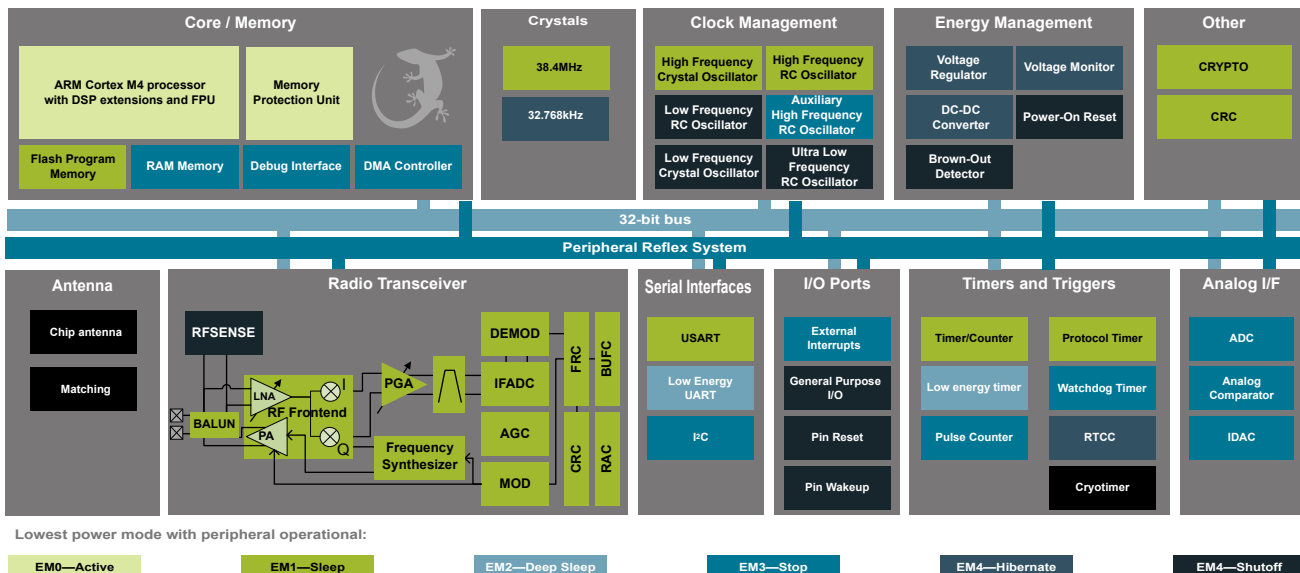 Core / Memory
ARM Cortex M4 processor
with DSP extensions and FPU
Memory
Protection Unit
Flash Program
Memory
RAM Memory
Debug Interface
DMA Controller
Crystals
38.4MHz
32.768kHz
Clock Management
High Frequency
Crystal Oscillator
High Frequency
RC Oscillator
Low Frequency
RC Oscillator
Auxiliary
High Frequency
RC Oscillator
Low Frequency
Crystal Oscillator
Ultra Low
Frequency
RC Oscillator
Energy Management
Voltage
Regulator
Voltage Monitor
DC-DC
Converter
Power-On Reset
Brown-Out
Detector
Other
CRYPTO
CRC
32-bit bus
Peripheral Reflex System
Antenna
Chip antenna
Matching
Radio Transceiver
RFSENSE
BALUN
LNA
RF Frontend
PA
I
Q
PGA
Frequency
Synthesizer
DEMOD
IFADC
AGC
MOD
FRC
BUFC
CRC
RAC
Serial Interfaces
USART
Low Energy
UART
I²C
I/O Ports
External
Interrupts
General Purpose
I/O
Pin Reset
Pin Wakeup
Timers and Triggers
Timer/Counter
Protocol Timer
Low energy timer
Watchdog Timer
Pulse Counter
RTCC
Cryotimer
Analog I/F
ADC
Analog
Comparator
IDAC
Lowest power mode with peripheral operational:
EM0—Active
EM1—Sleep
EM2—Deep Sleep
EM3—Stop
EM4—Hibernate
EM4—Shutoff